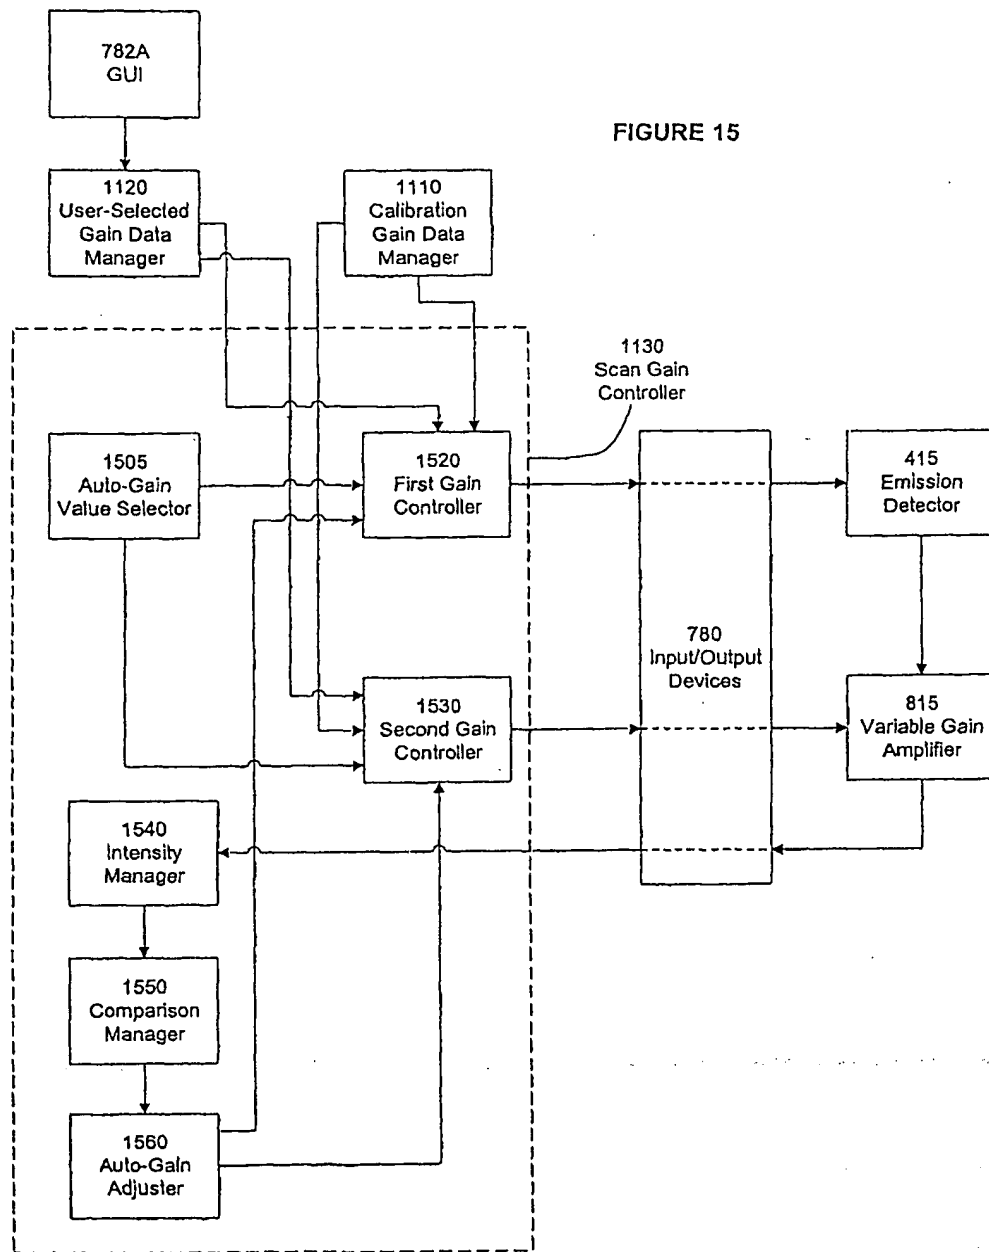 782A
GUI
FIGURE 15
1120
User-Selected
Gain Data
Manager
1110
Calibration
Gain Data
Manager
1130
Scan Gain
Controller
1505
Auto-Gain
Value Selector
1520
First Gain
Controller
415
Emission
Detector
780
Input/Output
Devices
1530
Second Gain
Controller
815
Variable Gain
Amplifier
1540
Intensity
Manager
1550
Comparison
Manager
1560
Auto-Gain
Adjuster